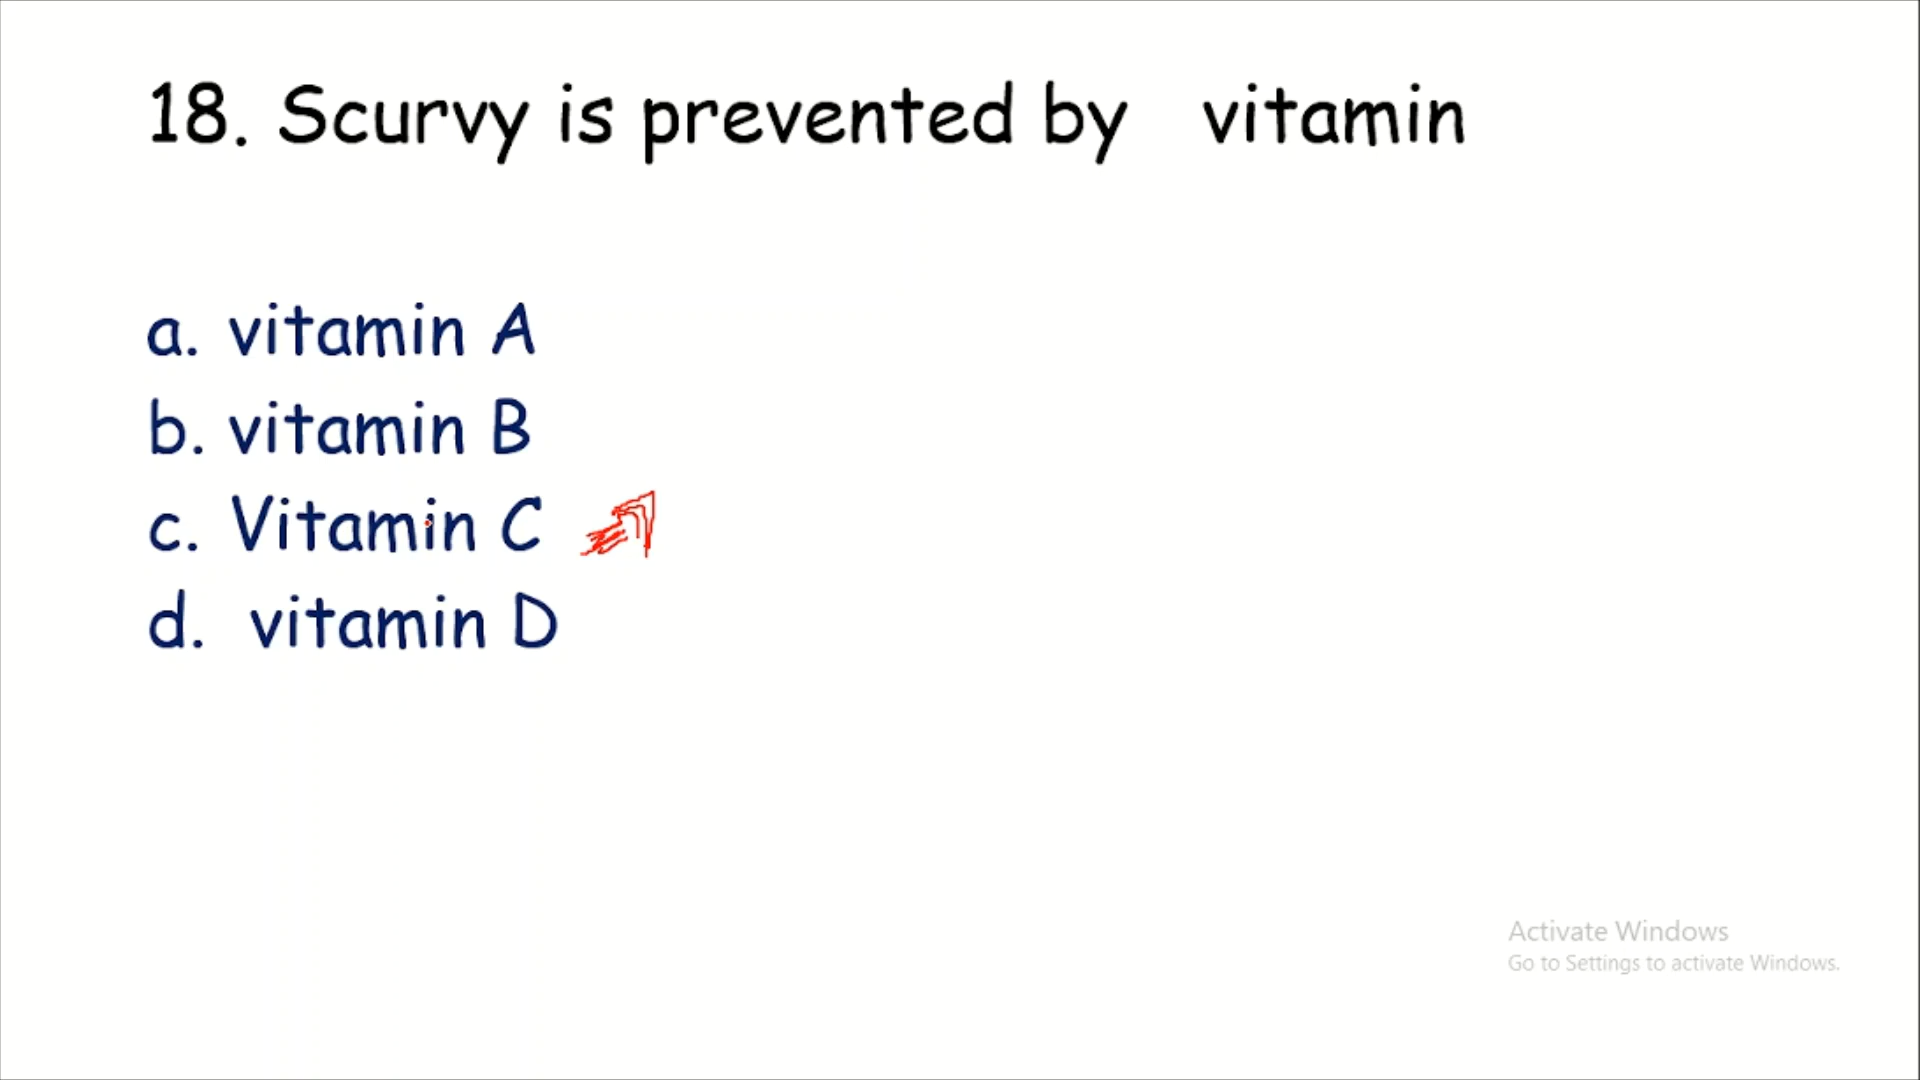 18. Scurvy is prevented by vitamin
a. vitamin A
b. vitamin B
c. Vitamin C
d. vitamin D
Activate Windows
Go to Settings to activate Windows.